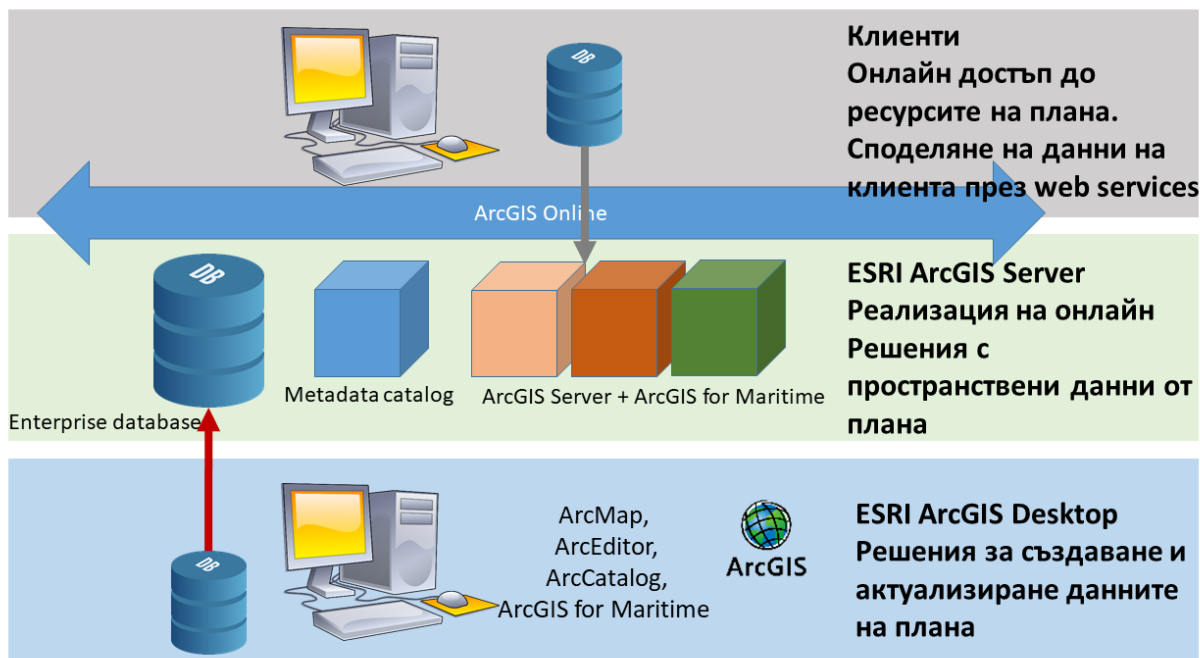 DB
Клиенти
Онлайн достъп до
ресурсите на плана.
Споделяне на данни на
клиента през web services
ArcGIS Online
DB
Metadata catalog
ArcGIS Server + ArcGIS for Maritime
Enterprise database
ESRI ArcGIS Server
Реализация на онлайн
Решения с
пространствени данни от
плана
DB
ArcMap,
ArcEditor,
ArcCatalog,
ArcGIS for Maritime
ArcGIS
ESRI ArcGIS Desktop
Решения за създаване и
актуализиране данните
на плана